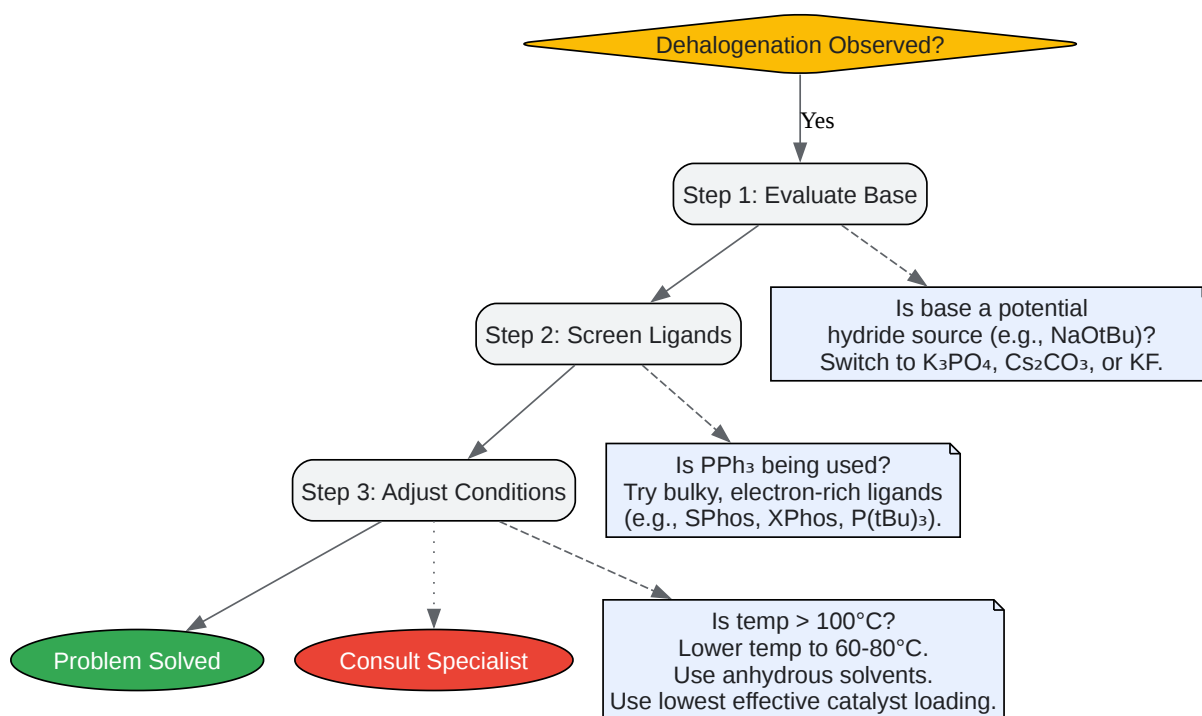 Dehalogenation Observed?
Yes
Step 1: Evaluate Base
Is base a potential
hydride source (e.g., NaOtBu)?
Switch to K₃PO₄, Cs₂CO₃, or KF.
Step 2: Screen Ligands
Is PPh₃ being used?
Try bulky, electron-rich ligands
(e.g., SPhos, XPhos, P(tBu)₃).
Step 3: Adjust Conditions
Is temp > 100°C?
Lower temp to 60-80°C.
Use anhydrous solvents.
Use lowest effective catalyst loading.
Problem Solved
Consult Specialist